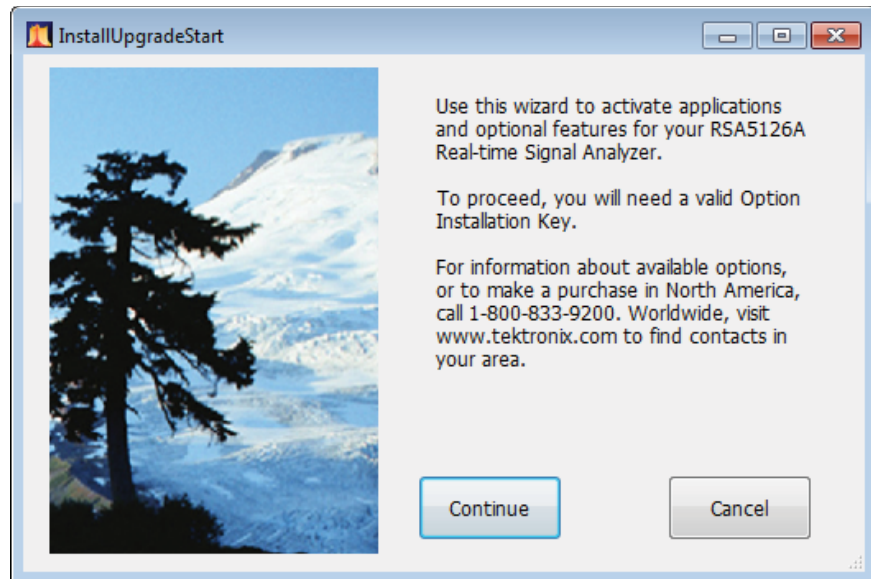 InstallUpgradeStart
Use this wizard to activate applications
and optional features for your RSA5126A
Real-time Signal Analyzer.
To proceed, you will need a valid Option
Installation Key.
For information about available options,
or to make a purchase in North America,
call 1-800-833-9200. Worldwide, visit
www.tektronix.com to find contacts in
your area.
Continue
Cancel